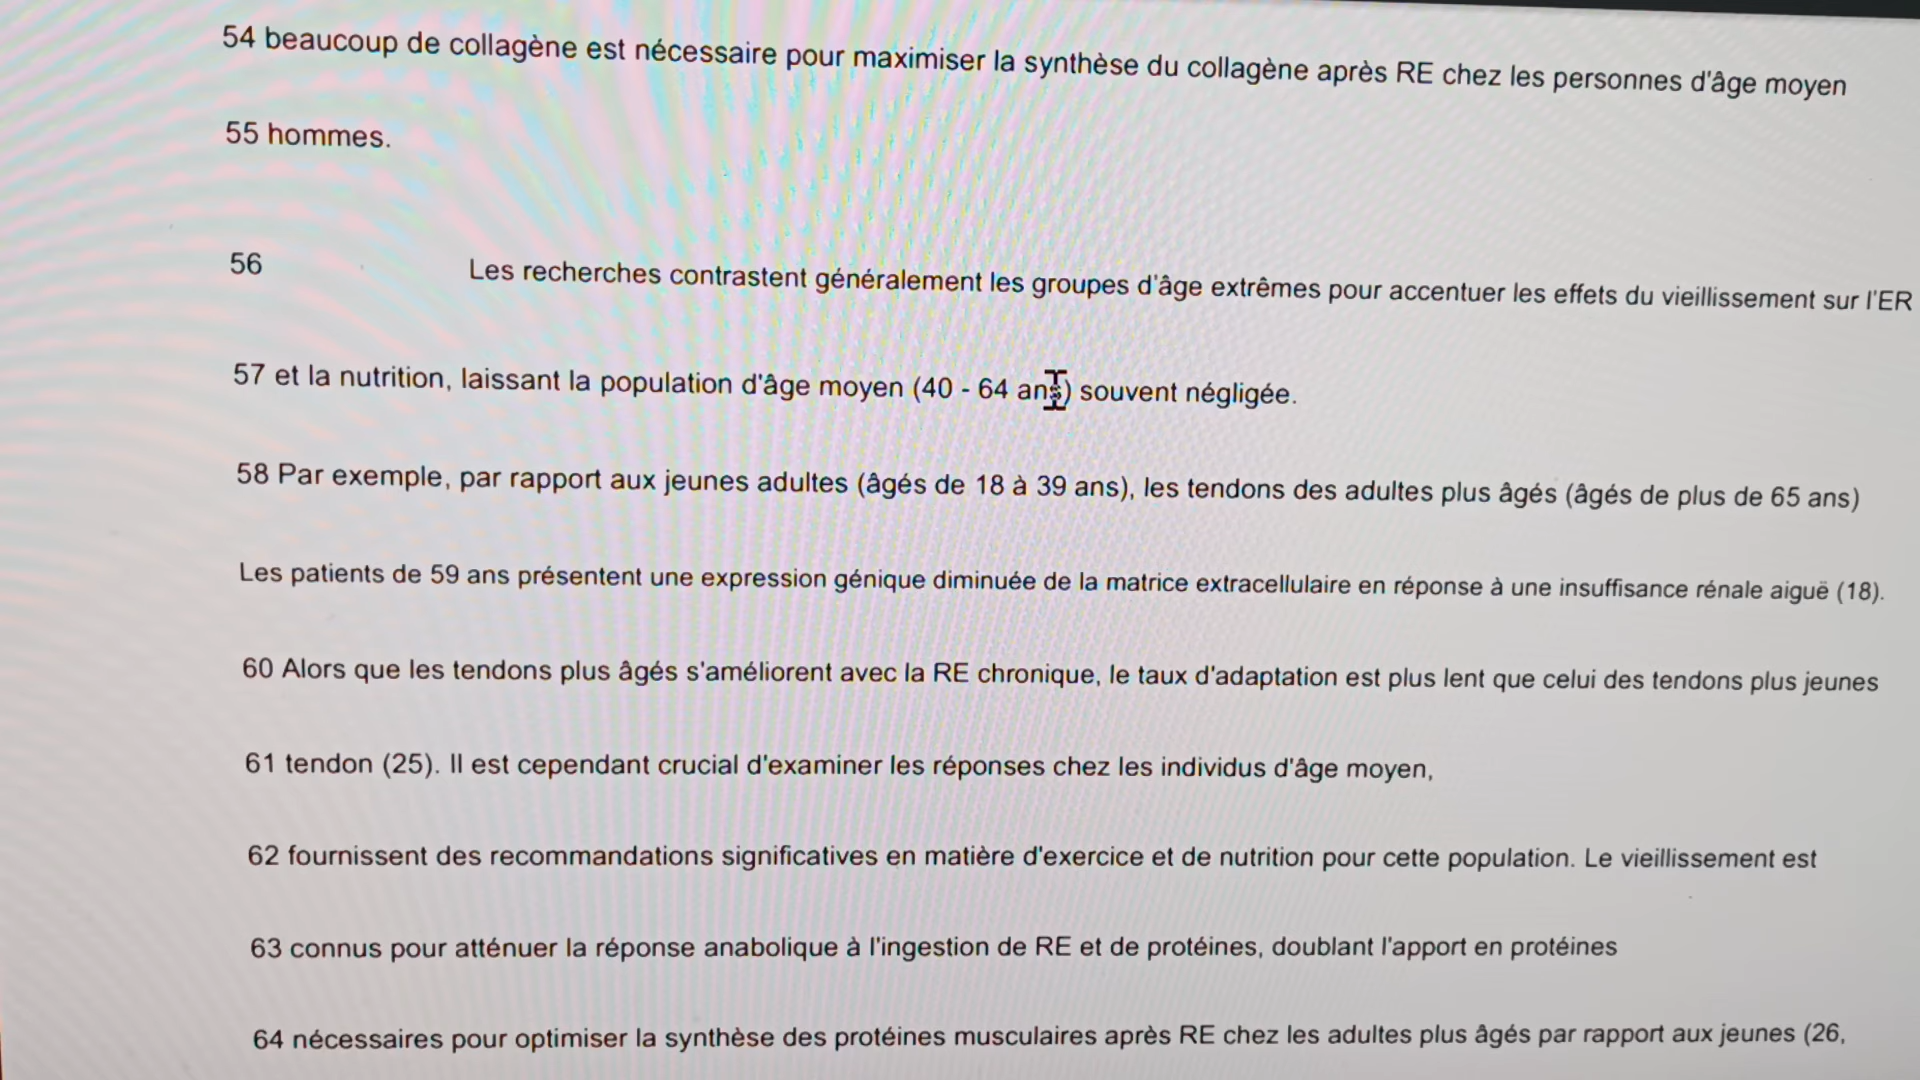 54 beaucoup de collagène est nécessaire pour maximiser la synthèse du collagène après RE chez les personnes d'âge moyen
55 hommes.
56 Les recherches contrastent généralement les groupes d'âge extrêmes pour accentuer les effets du vieillissement sur l'ER
57 et la nutrition, laissant la population d'âge moyen (40 - 64 ans) souvent négligée.
58 Par exemple, par rapport aux jeunes adultes (âgés de 18 à 39 ans), les tendons des adultes plus âgés (âgés de plus de 65 ans)
Les patients de 59 ans présentent une expression génique diminuée de la matrice extracellulaire en réponse à une insuffisance rénale aiguë (18).
60 Alors que les tendons plus âgés s'améliorent avec la RE chronique, le taux d'adaptation est plus lent que celui des tendons plus jeunes
61 tendon (25). Il est cependant crucial d'examiner les réponses chez les individus d'âge moyen,
62 fournissent des recommandations significatives en matière d'exercice et de nutrition pour cette population. Le vieillissement est
63 connus pour atténuer la réponse anabolique à l'ingestion de RE et de protéines, doublant l'apport en protéines
64 nécessaires pour optimiser la synthèse des protéines musculaires après RE chez les adultes plus âgés par rapport aux jeunes (26,